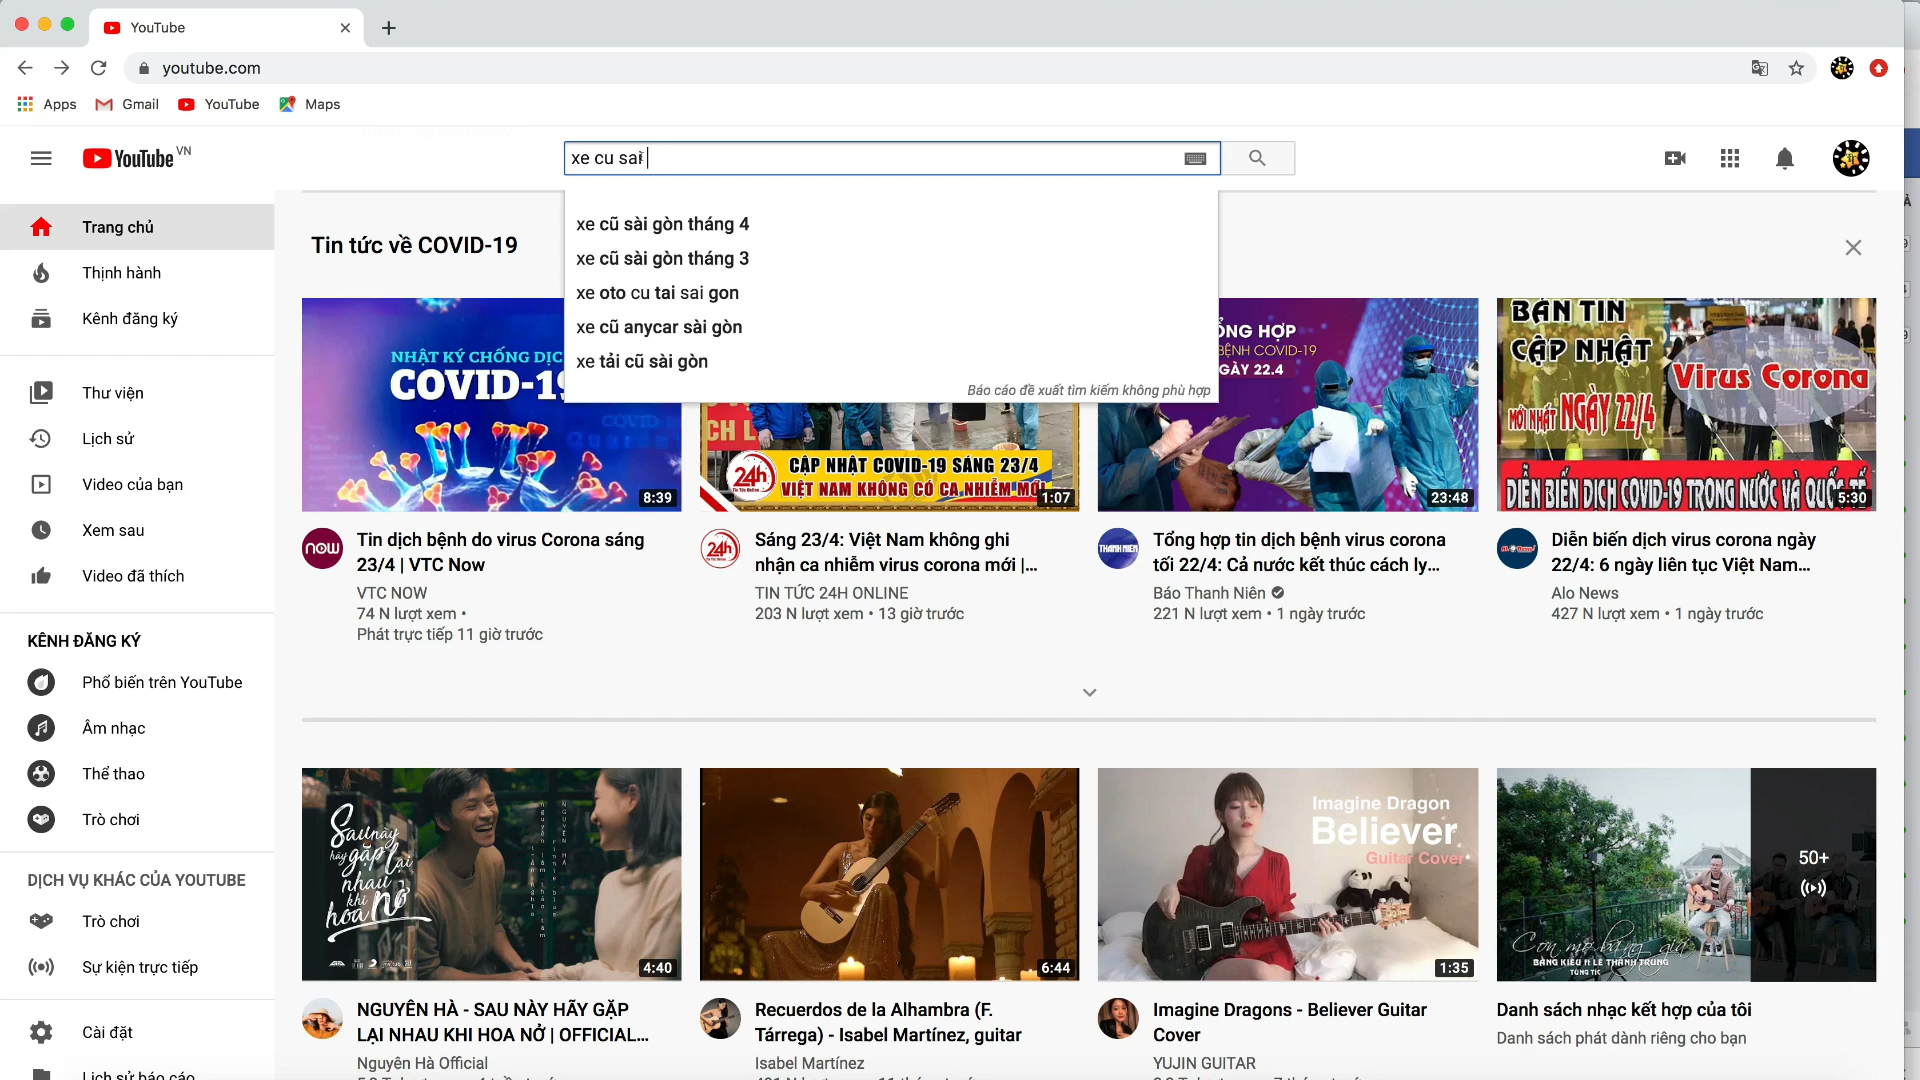 YouTube
youtube.com
Apps
Gmail
YouTube
Maps
YouTube VN
xe cu sai
xe cũ sài gòn tháng 4
xe cũ sài gòn tháng 3
xe oto cu tai sai gon
xe cũ anycar sài gòn
xe tải cũ sài gòn
Báo cáo đề xuất tìm kiếm không phù hợp
Trang chủ
Thịnh hành
Kênh đăng ký
Thư viện
Lịch sử
Video của bạn
Xem sau
Video đã thích
KÊNH ĐĂNG KÝ
Phổ biến trên YouTube
Âm nhạc
Thể thao
Trò chơi
DỊCH VỤ KHÁC CỦA YOUTUBE
Trò chơi
Sự kiện trực tiếp
Cài đặt
Lịch sử báo cáo
Tin tức về COVID-19
NHẬT KÝ CHỐNG DỊC
COVID-19
8:39
24h
CẬP NHẬT COVID-19 SÁNG 23/4
VIỆT NAM KHÔNG CÓ CA NHIỄM MỚI
1:07
ỔNG HỢP
BỆNH COVID-19
GÀY 22.4
23:48
BẢN TIN
CẬP NHẬT
Virus Corona
MỚI NHẤT NGÀY 22/4
DIỄN BIẾN DỊCH COVID-19 TRONG NƯỚC VÀ QUỐC TẾ
5:30
NOW
Tin dịch bệnh do virus Corona sáng
23/4 | VTC Now
VTC NOW
74 N lượt xem •
Phát trực tiếp 11 giờ trước
24h
Sáng 23/4: Việt Nam không ghi
nhận ca nhiễm virus corona mới |...
TIN TỨC 24H ONLINE
203 N lượt xem • 13 giờ trước
THANH NIÊN
Tổng hợp tin dịch bệnh virus corona
tối 22/4: Cả nước kết thúc cách ly...
Báo Thanh Niên
221 N lượt xem • 1 ngày trước
Diễn biến dịch virus corona ngày
22/4: 6 ngày liên tục Việt Nam...
Alo News
427 N lượt xem • 1 ngày trước
Sau này
hãy gặp lại
nhau khi
hoa nở
4:40
6:44
Imagine Dragon
Believer
Guitar Cover
1:35
Con mơ băng giá
BẰNG KIỀU ft LÊ THÀNH TRUNG
50+
NGUYÊN HÀ - SAU NÀY HÃY GẶP
LẠI NHAU KHI HOA NỞ | OFFICIAL...
Nguyên Hà Official
Recuerdos de la Alhambra (F.
Tárrega) - Isabel Martínez, guitar
Isabel Martínez
Imagine Dragons - Believer Guitar
Cover
YUJIN GUITAR
Danh sách nhạc kết hợp của tôi
Danh sách phát dành riêng cho bạn